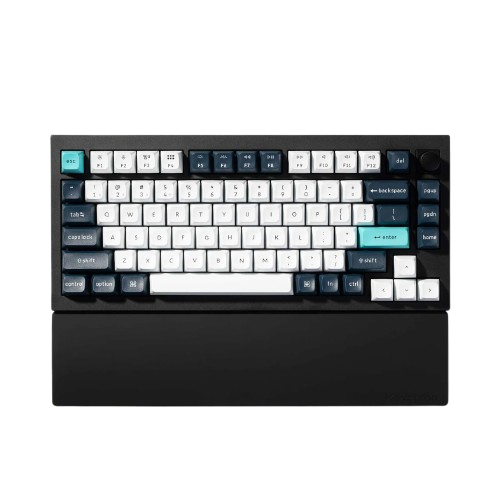 esc F1 F2 F3 F4 F5 F6 F7 F8 F9 F10 F11 F12 del
~ ! @ # $ % ^ & * ( ) backspace pgup
1 2 3 4 5 6 7 8 9 0
tab Q W E R T Y U I O P { } | pgdn
[ ] \
caps lock A S D F G H J K L enter home
shift Z X C V B N M shift
control option ⌘ ⌘ fn ctrl